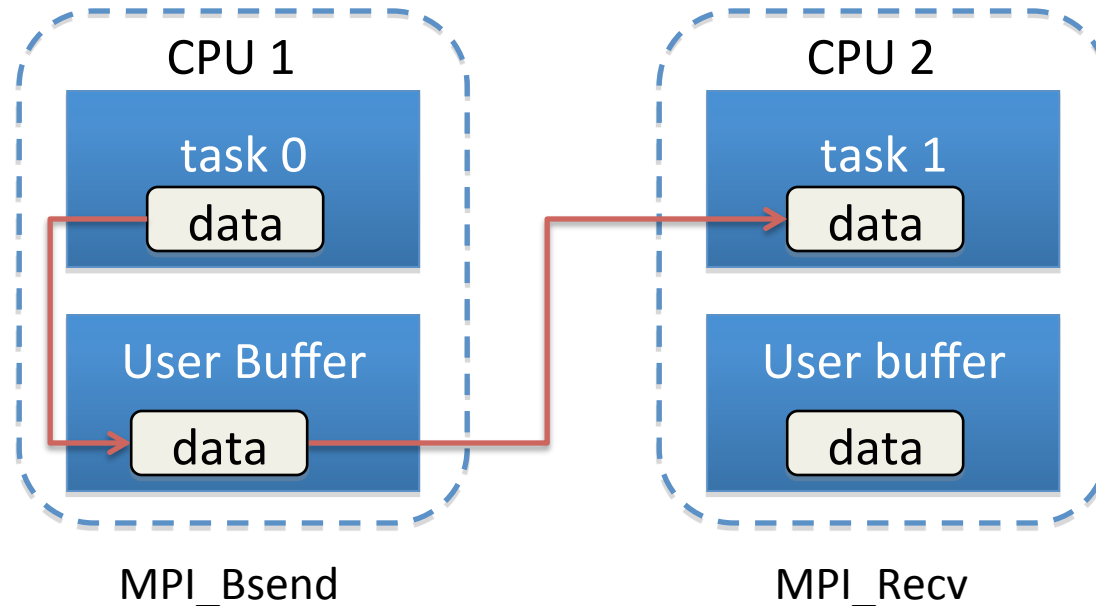 CPU 1
task 0
data
User Buffer
data
MPI_Bsend
CPU 2
task 1
data
User buffer
data
MPI_Recv